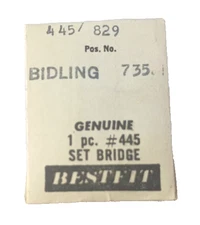 445/ 829
Pos. No.
BIDLING 735.
GENUINE
1 pc. #445
SET BRIDGE
BESTFIT